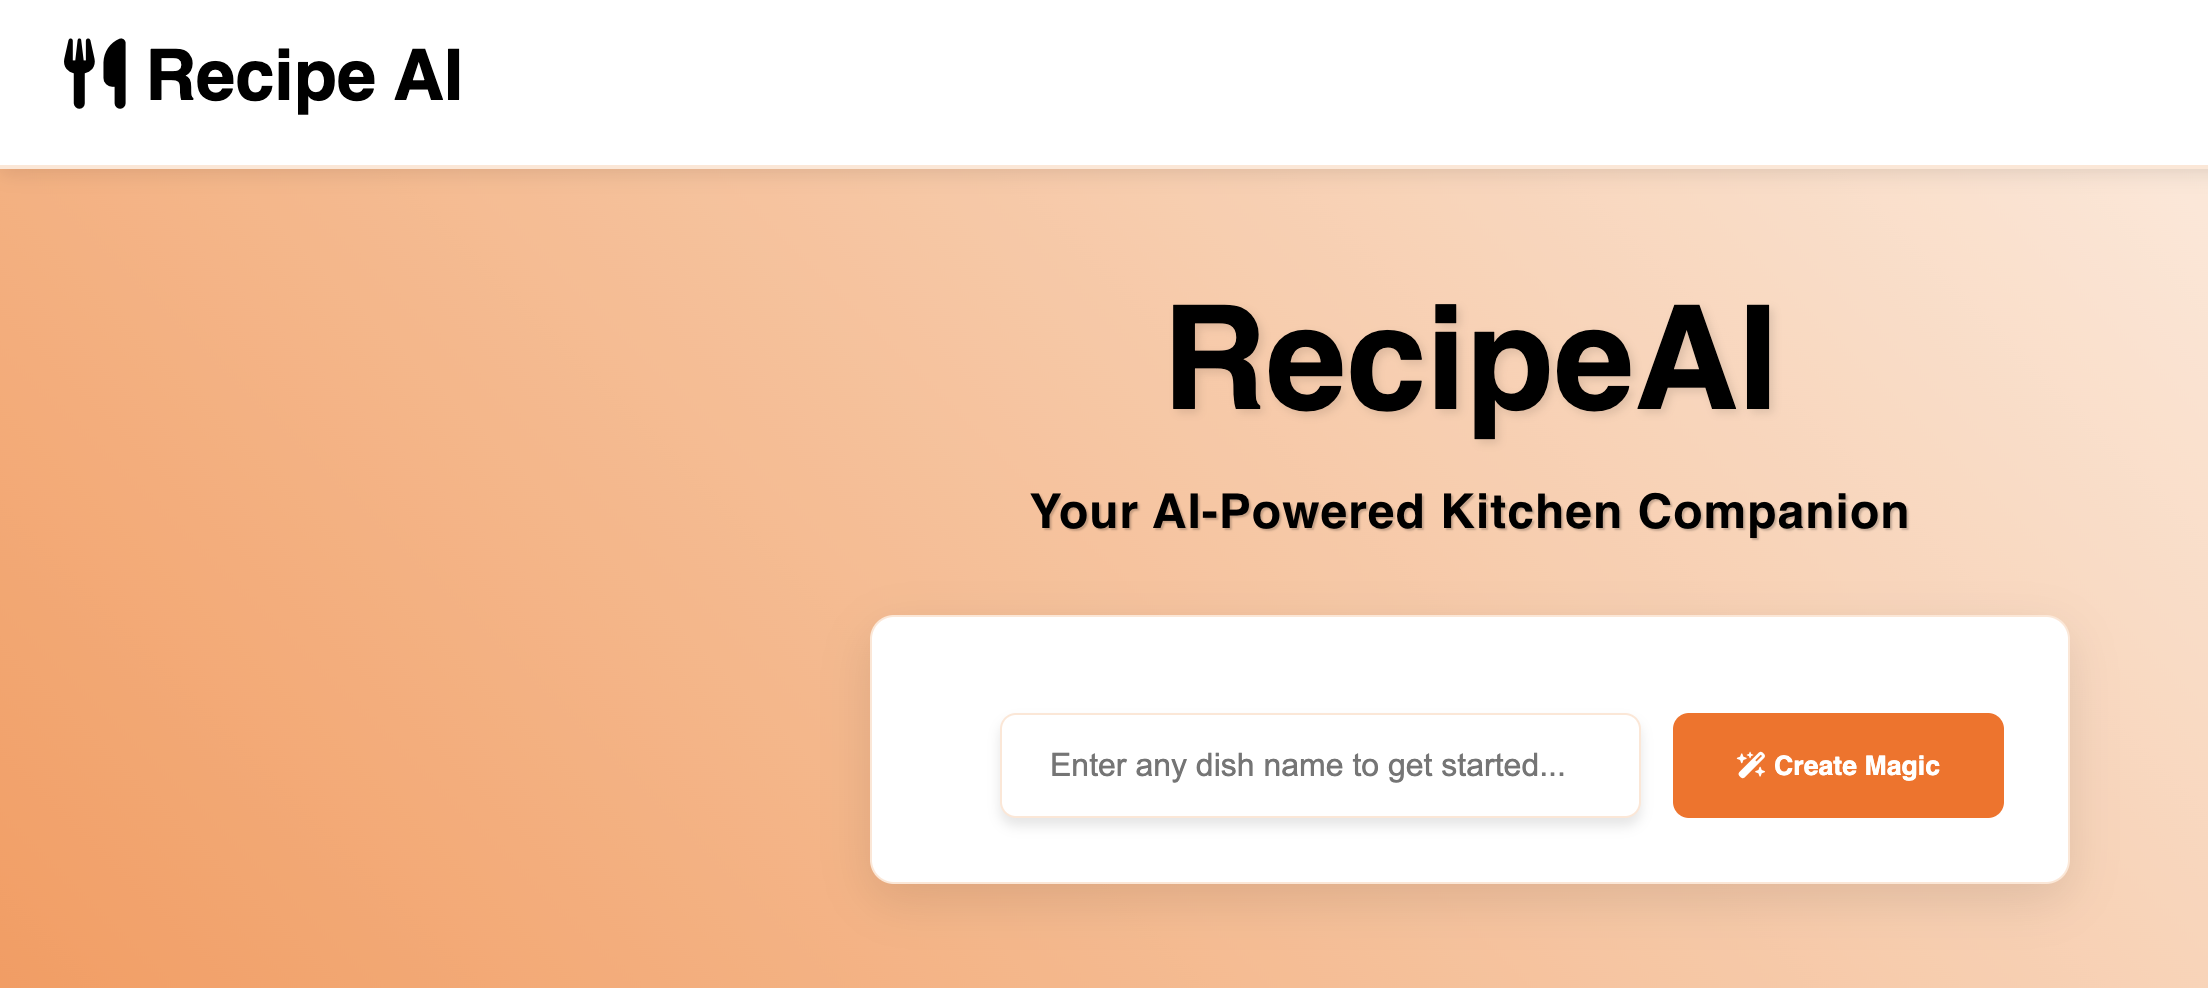 Recipe AI
RecipeAI
Your AI-Powered Kitchen Companion
Enter any dish name to get started...
Create Magic